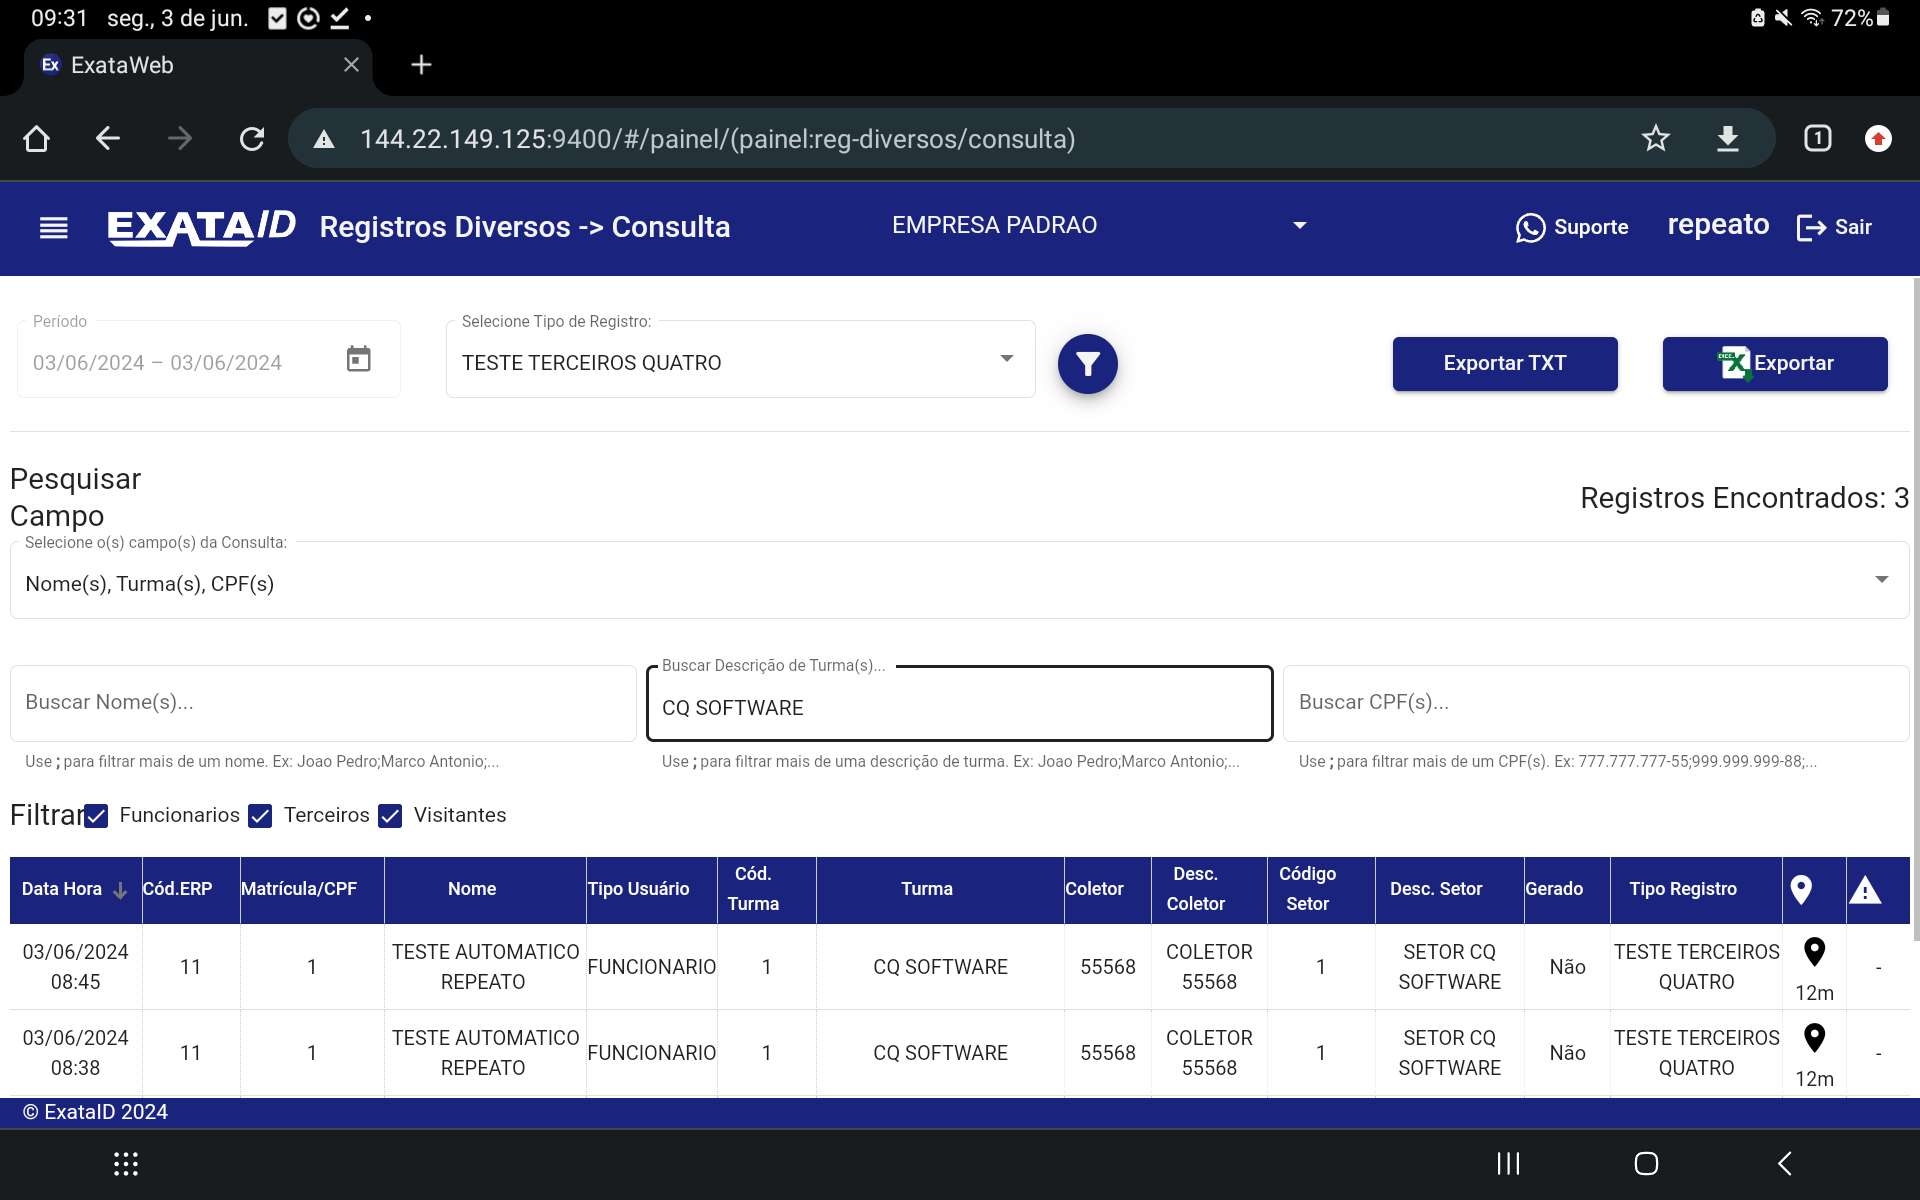 09:31 seg., 3 de jun.
72%
Ex ExataWeb
144.22.149.125:9400/#/painel/(painel:reg-diversos/consulta)
1
EXATA/D Registros Diversos -> Consulta EMPRESA PADRAO Suporte repeato Sair
Período
03/06/2024 – 03/06/2024
Selecione Tipo de Registro:
TESTE TERCEIROS QUATRO
Exportar TXT
Exportar
Pesquisar
Campo
Registros Encontrados: 3
Selecione o(s) campo(s) da Consulta:
Nome(s), Turma(s), CPF(s)
Buscar Nome(s)...
Use ; para filtrar mais de um nome. Ex: Joao Pedro;Marco Antonio;...
Buscar Descrição de Turma(s)...
CQ SOFTWARE
Use ; para filtrar mais de uma descrição de turma. Ex: Joao Pedro;Marco Antonio;...
Buscar CPF(s)...
Use ; para filtrar mais de um CPF(s). Ex: 777.777.777-55;999.999.999-88;...
Filtrar Funcionarios Terceiros Visitantes
Data Hora Cód.ERP Matrícula/CPF Nome Tipo Usuário Cód. Turma Turma Coletor Desc. Coletor Código Setor Desc. Setor Gerado Tipo Registro
03/06/2024 08:45 11 1 TESTE AUTOMATICO REPEATO FUNCIONARIO 1 CQ SOFTWARE 55568 COLETOR 55568 1 SETOR CQ SOFTWARE Não TESTE TERCEIROS QUATRO 12m -
03/06/2024 08:38 11 1 TESTE AUTOMATICO REPEATO FUNCIONARIO 1 CQ SOFTWARE 55568 COLETOR 55568 1 SETOR CQ SOFTWARE Não TESTE TERCEIROS QUATRO 12m -
© ExataID 2024